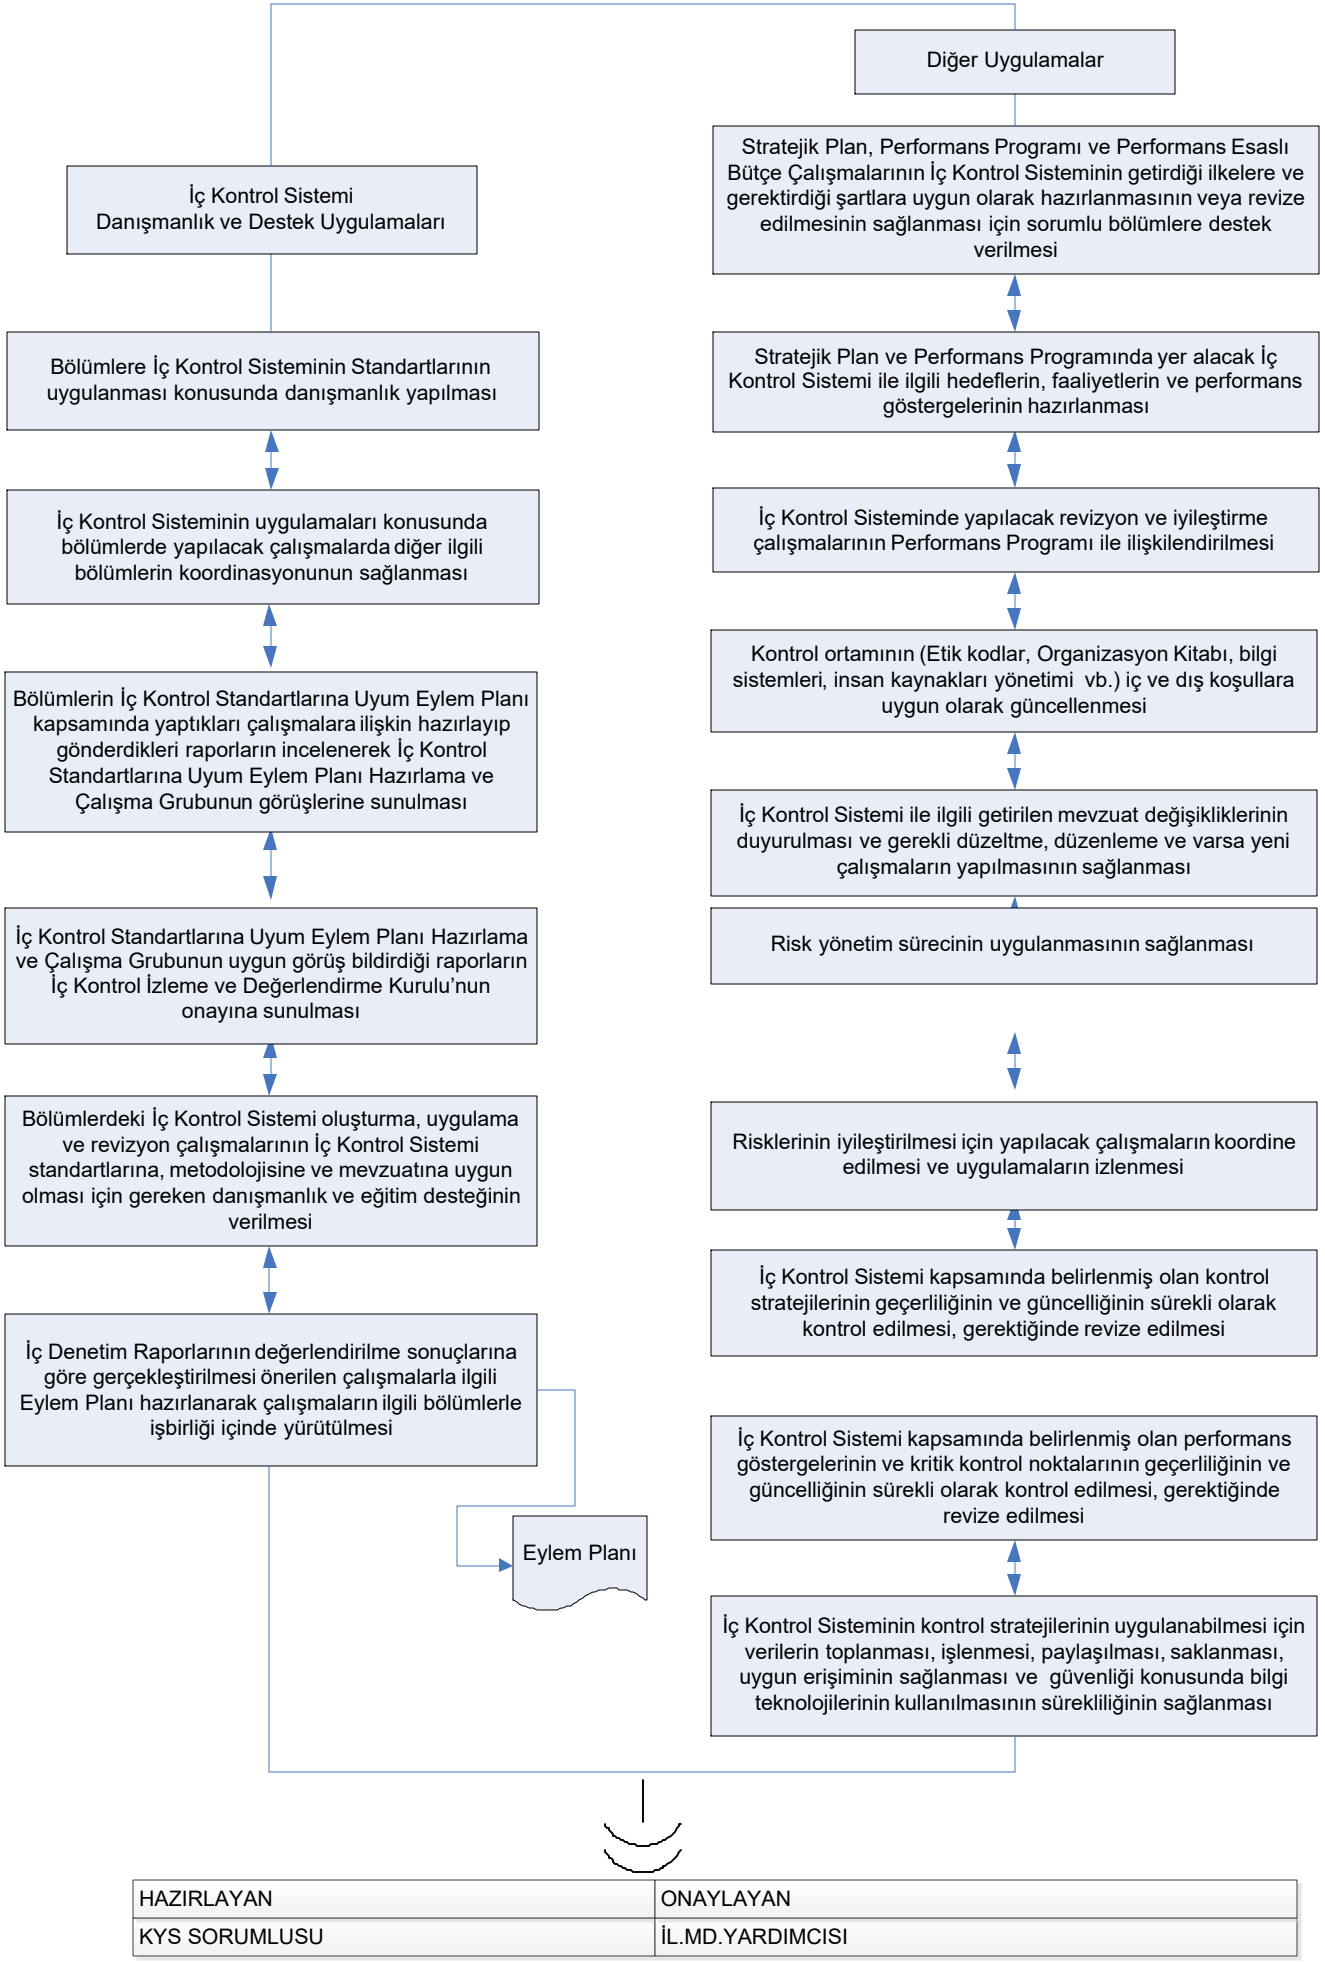 İç Kontrol Sistemi
Danışmanlık ve Destek Uygulamaları
Bölümlere İç Kontrol Sisteminin Standartlarının
uygulanması konusunda danışmanlık yapılması
İç Kontrol Sisteminin uygulamaları konusunda
bölümlerde yapılacak çalışmalarda diğer ilgili
bölümlerin koordinasyonunun sağlanması
Bölümlerin İç Kontrol Standartlarına Uyum Eylem Planı
kapsamında yaptıkları çalışmalara ilişkin hazırlayıp
gönderdikleri raporların incelenerek İç Kontrol
Standartlarına Uyum Eylem Planı Hazırlama ve
Çalışma Grubunun görüşlerine sunulması
İç Kontrol Standartlarına Uyum Eylem Planı Hazırlama
ve Çalışma Grubunun uygun görüş bildirdiği raporların
İç Kontrol İzleme ve Değerlendirme Kurulu’nun
onayına sunulması
Bölümlerdeki İç Kontrol Sistemi oluşturma, uygulama
ve revizyon çalışmalarının İç Kontrol Sistemi
standartlarına, metodolojisine ve mevzuatına uygun
olması için gereken danışmanlık ve eğitim desteğinin
verilmesi
İç Denetim Raporlarının değerlendirilme sonuçlarına
göre gerçekleştirilmesi önerilen çalışmalarla ilgili
Eylem Planı hazırlanarak çalışmaların ilgili bölümlerle
işbirliği içinde yürütülmesi
Eylem Planı
Diğer Uygulamalar
Stratejik Plan, Performans Programı ve Performans Esaslı
Bütçe Çalışmalarının İç Kontrol Sisteminin getirdiği ilkelere ve
gerektirdiği şartlara uygun olarak hazırlanmasının veya revize
edilmesinin sağlanması için sorumlu bölümlere destek
verilmesi
Stratejik Plan ve Performans Programında yer alacak İç
Kontrol Sistemi ile ilgili hedeflerin, faaliyetlerin ve performans
göstergelerinin hazırlanması
İç Kontrol Sisteminde yapılacak revizyon ve iyileştirme
çalışmalarının Performans Programı ile ilişkilendirilmesi
Kontrol ortamının (Etik kodlar, Organizasyon Kitabı, bilgi
sistemleri, insan kaynakları yönetimi  vb.) iç ve dış koşullara
uygun olarak güncellenmesi
İç Kontrol Sistemi ile ilgili getirilen mevzuat değişikliklerinin
duyurulması ve gerekli düzeltme, düzenleme ve varsa yeni
çalışmaların yapılmasının sağlanması
Risk yönetim sürecinin uygulanmasının sağlanması
Risklerinin iyileştirilmesi için yapılacak çalışmaların koordine
edilmesi ve uygulamaların izlenmesi
İç Kontrol Sistemi kapsamında belirlenmiş olan kontrol
stratejilerinin geçerliliğinin ve güncelliğinin sürekli olarak
kontrol edilmesi, gerektiğinde revize edilmesi
İç Kontrol Sistemi kapsamında belirlenmiş olan performans
göstergelerinin ve kritik kontrol noktalarının geçerliliğinin ve
güncelliğinin sürekli olarak kontrol edilmesi, gerektiğinde
revize edilmesi
İç Kontrol Sisteminin kontrol stratejilerinin uygulanabilmesi için
verilerin toplanması, işlenmesi, paylaşılması, saklanması,
uygun erişiminin sağlanması ve  güvenliği konusunda bilgi
teknolojilerinin kullanılmasının sürekliliğinin sağlanması
HAZIRLAYAN
ONAYLAYAN
KYS SORUMLUSU
İL.MD.YARDIMCISI